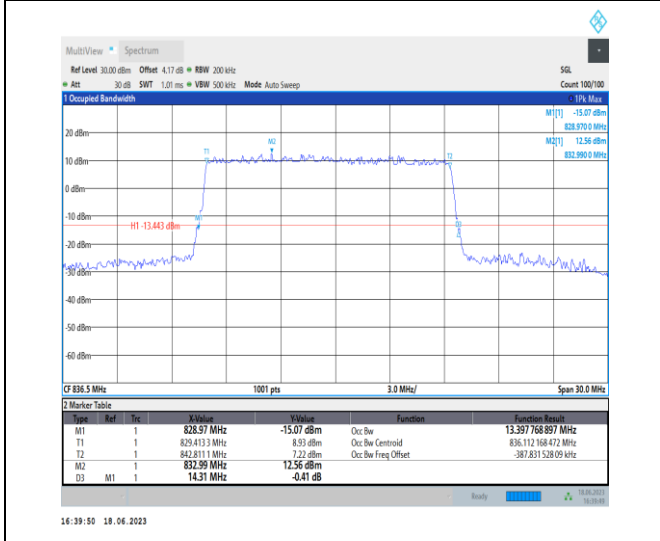 MultiView Spectrum
Ref Level 30.00 dBm Offset 4.17 dB RBW 200 kHz SGL
Att 30 dB SWT 1.01 ms VBW 500 kHz Mode Auto Sweep Count 100/100
1 Occupied Bandwidth 1Pk Max
M1[1] -15.07 dBm
828.9700 MHz
M2[1] 12.56 dBm
832.9900 MHz
20 dBm
M2
T1
T2
10 dBm
0 dBm
-10 dBm
M1
H1 -13.443 dBm
-20 dBm
-30 dBm
-40 dBm
-50 dBm
-60 dBm
CF 836.5 MHz 1001 pts 3.0 MHz/ Span 30.0 MHz
2 Marker Table
Type Ref Trc X-Value Y-Value Function Function Result
M1 1 828.97 MHz -15.07 dBm Occ Bw 13.397 768 897 MHz
T1 1 829.413 3 MHz 8.93 dBm Occ Bw Centroid 836.112 168 472 MHz
T2 1 842.811 1 MHz 7.22 dBm Occ Bw Freq Offset -387.831 528 09 kHz
M2 1 832.99 MHz 12.56 dBm
D3 M1 1 14.31 MHz -0.41 dB
Ready 18.06.2023
16:39:49
16:39:50 18.06.2023